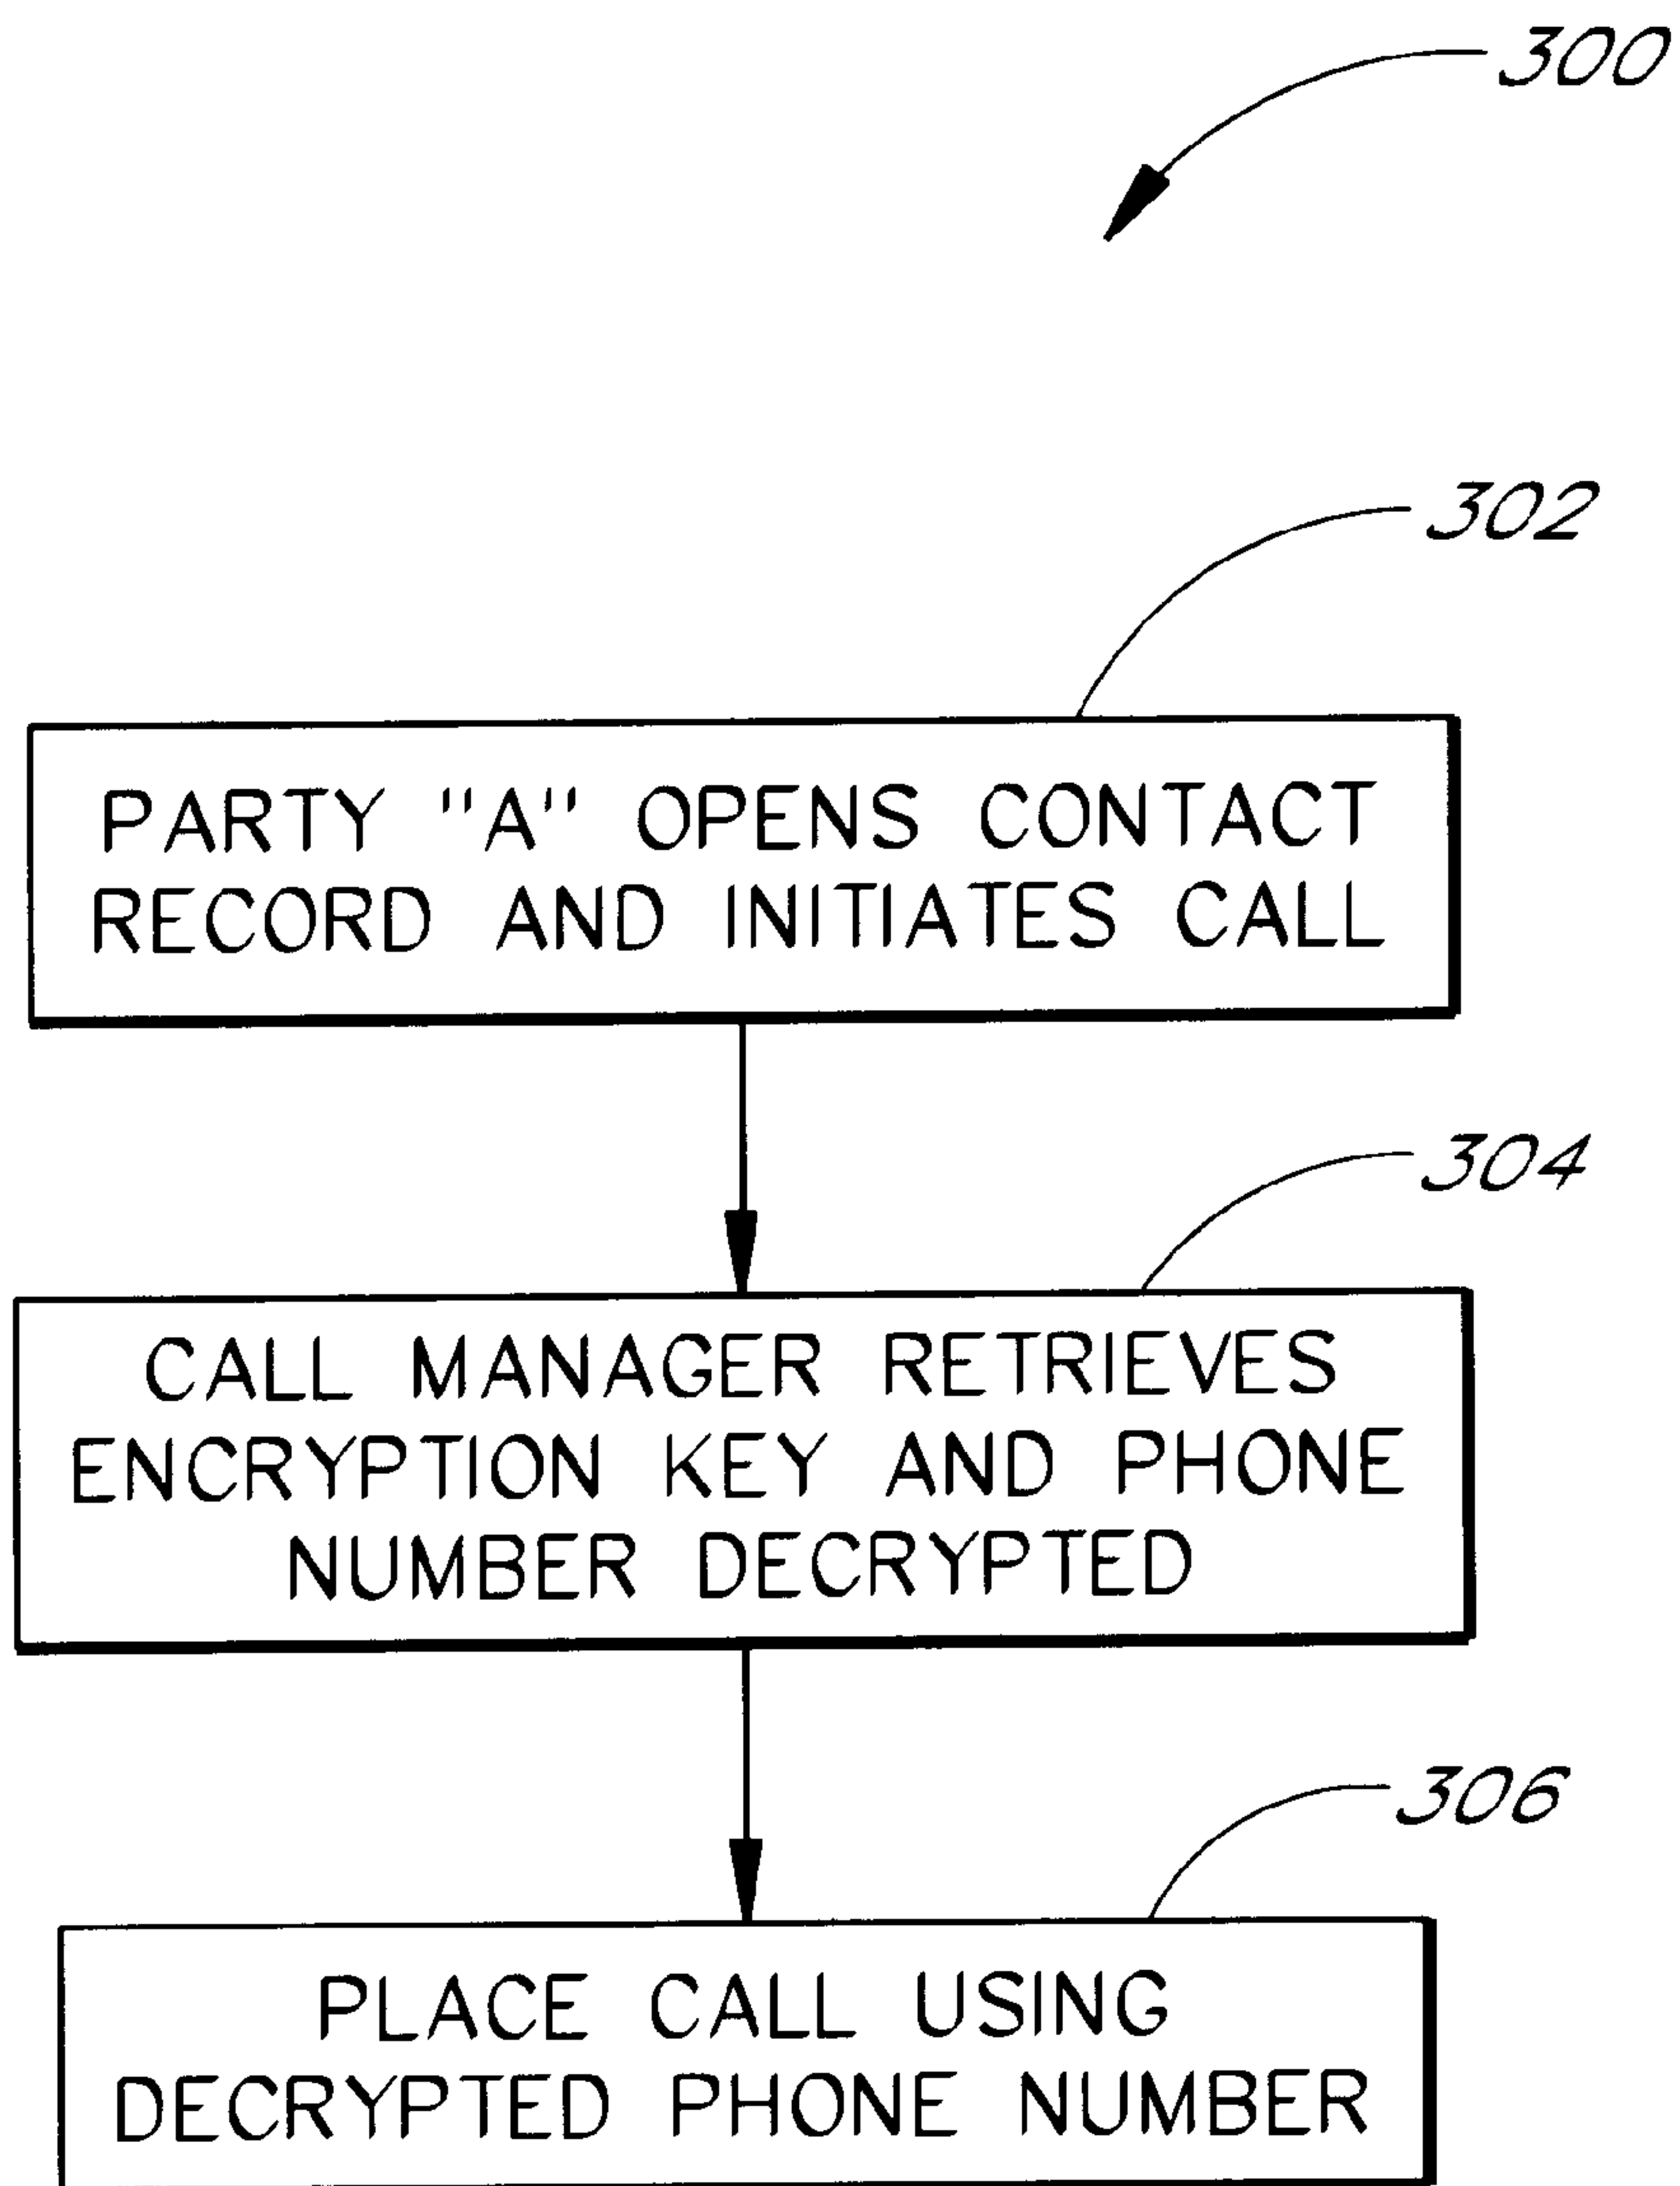 300
302
PARTY "A" OPENS CONTACT
RECORD AND INITIATES CALL
304
CALL MANAGER RETRIEVES
ENCRYPTION KEY AND PHONE
NUMBER DECRYPTED
306
PLACE CALL USING
DECRYPTED PHONE NUMBER